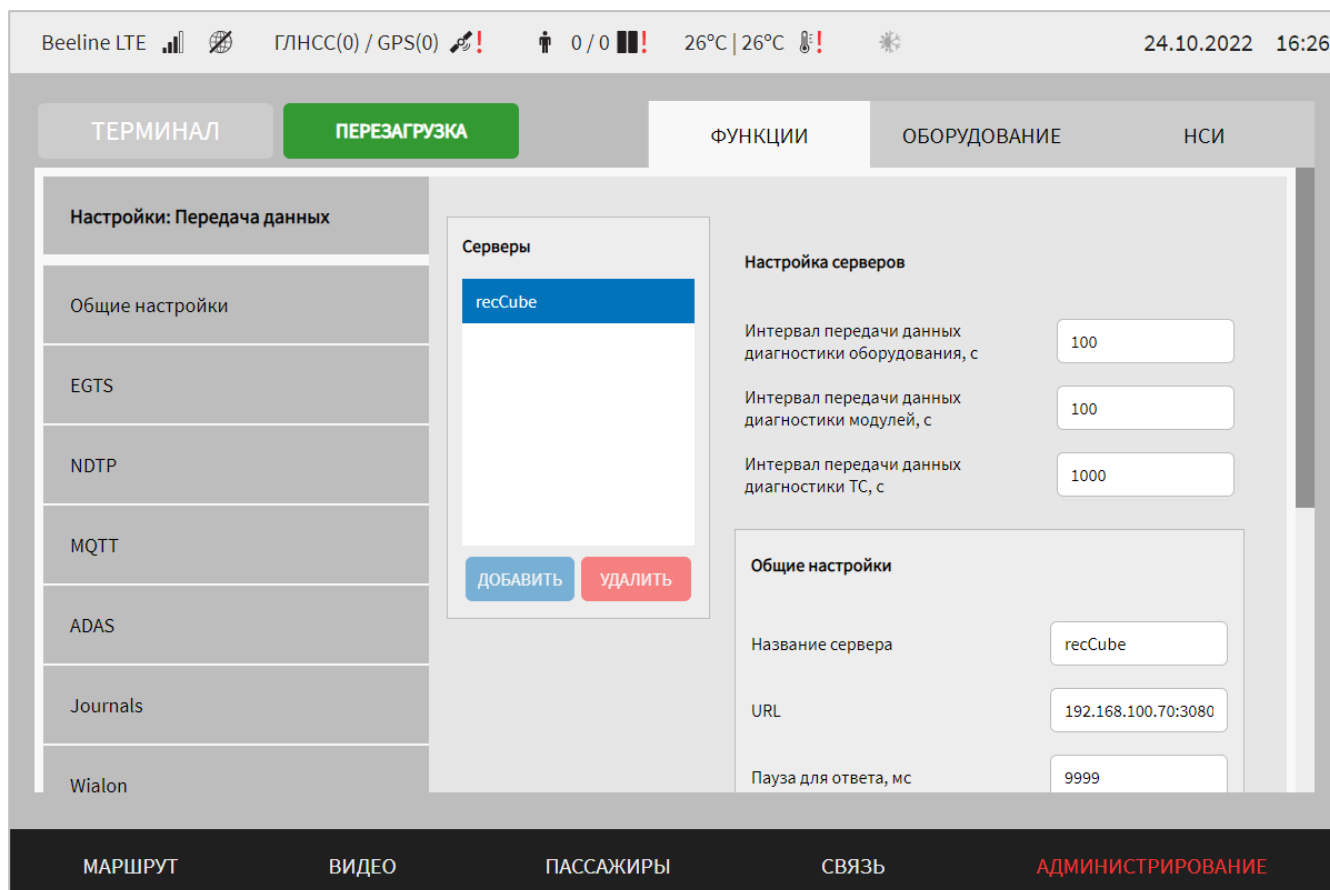 Beeline LTE ГЛНСС(0) / GPS(0) ! 0 / 0 ! 26°C | 26°C ! 24.10.2022 16:26
ТЕРМИНАЛ ПЕРЕЗАГРУЗКА ФУНКЦИИ ОБОРУДОВАНИЕ НСИ
Настройки: Передача данных
Общие настройки
EGTS
NDTP
MQTT
ADAS
Journals
Wialon
Серверы
recCube
ДОБАВИТЬ УДАЛИТЬ
Настройка серверов
Интервал передачи данных
диагностики оборудования, с 100
Интервал передачи данных
диагностики модулей, с 100
Интервал передачи данных
диагностики ТС, с 1000
Общие настройки
Название сервера recCube
URL 192.168.100.70:3080
Пауза для ответа, мс 9999
МАРШРУТ ВИДЕО ПАССАЖИРЫ СВЯЗЬ АДМИНИСТРИРОВАНИЕ